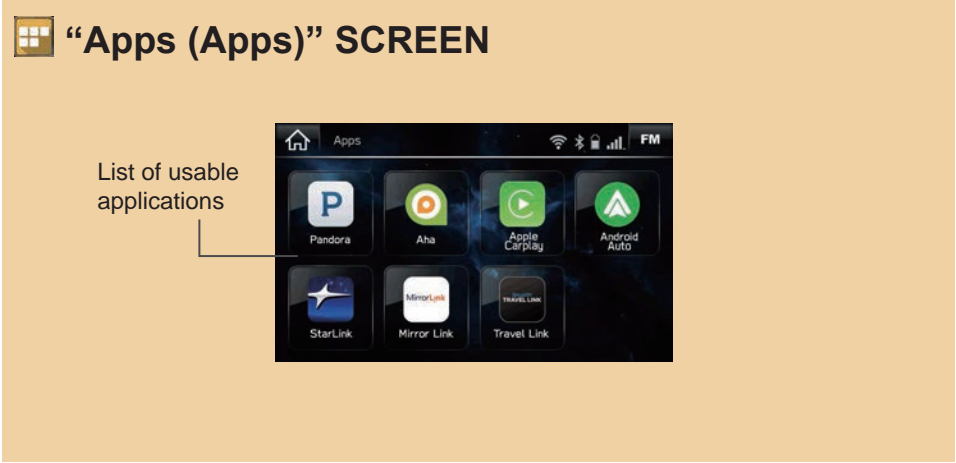 “Apps (Apps)” SCREEN
List of usable
applications
Apps
FM
P
Pandora
Aha
Apple
Carplay
Android
Auto
MirrorLink
TRAVEL LINK
StarLink
Mirror Link
Travel Link